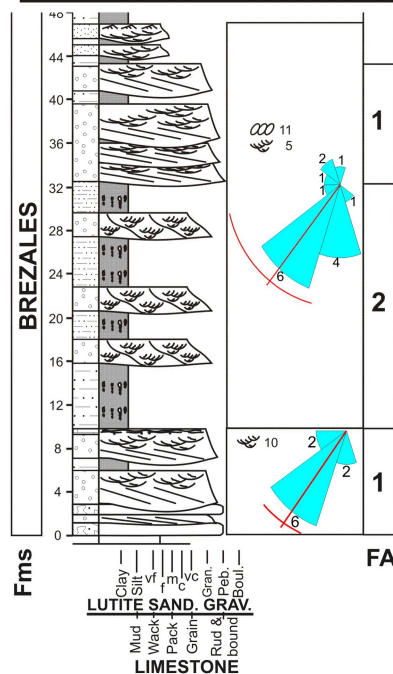 48
44
40
36
32
28
24
20
16
12
8
4
0
BREZALES
Fms
11
5
2
1
1
1
1
4
6
1
2
10
2
2
6
1
FA
Clay
Silt
vf
f
m
c
vc
Gran.
Peb.
Boul.
LUTITE SAND. GRAV.
Mud
Wack
Pack
Grain
Rud &
bound
LIMESTONE